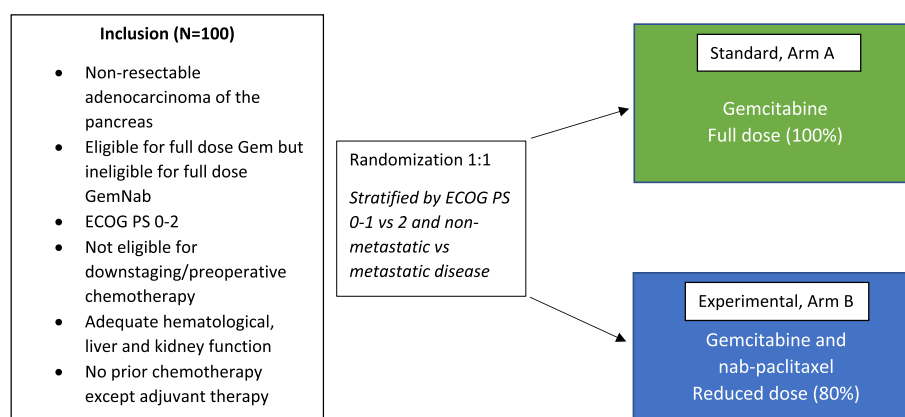 Inclusion (N=100)
• Non-resectable
adenocarcinoma of the
pancreas
• Eligible for full dose Gem but
ineligible for full dose
GemNab
• ECOG PS 0-2
• Not eligible for
downstaging/preoperative
chemotherapy
• Adequate hematological,
liver and kidney function
• No prior chemotherapy
except adjuvant therapy
Randomization 1:1
Stratified by ECOG PS
0-1 vs 2 and non-
metastatic vs
metastatic disease
Standard, Arm A
Gemcitabine
Full dose (100%)
Experimental, Arm B
Gemcitabine and
nab-paclitaxel
Reduced dose (80%)